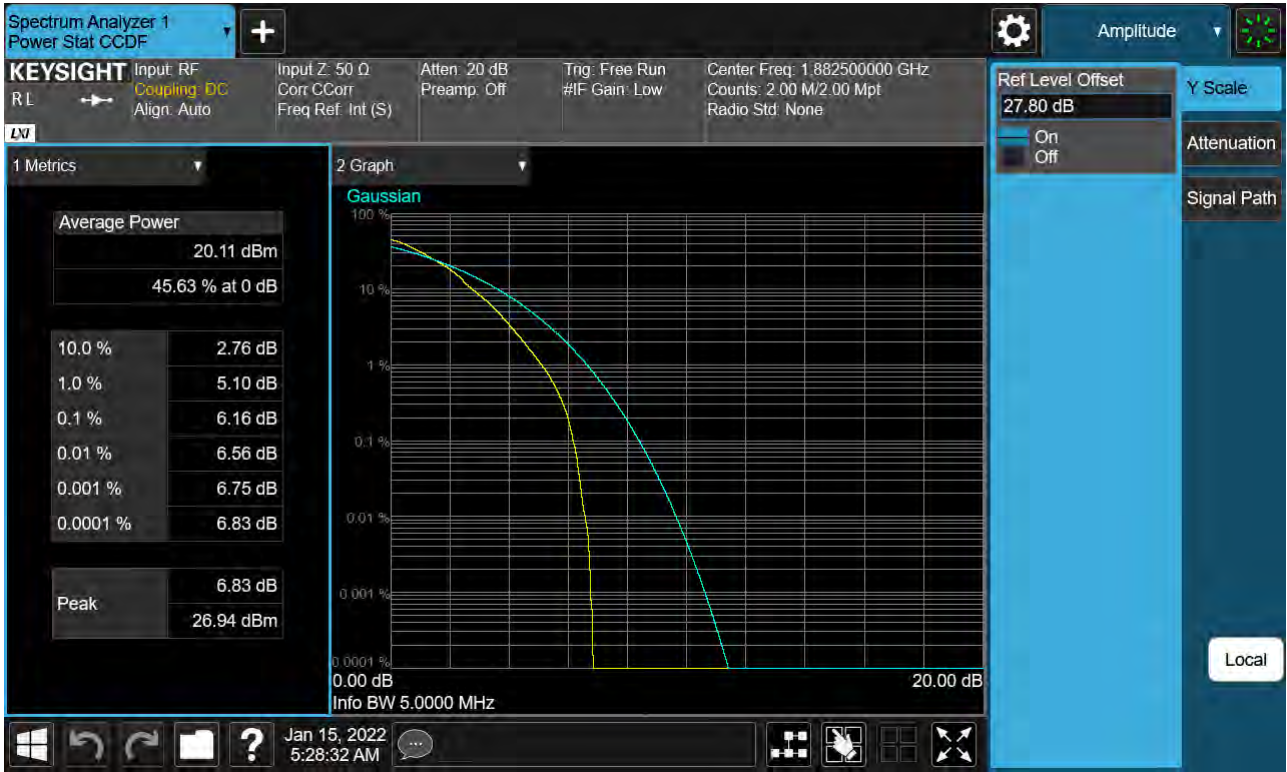 Spectrum Analyzer 1
Power Stat CCDF
+
Amplitude
KEYSIGHT
RL
LXI
Input: RF
Coupling: DC
Align: Auto
Input Z: 50 Ω
Corr CCorr
Freq Ref: Int (S)
Atten: 20 dB
Preamp: Off
Trig: Free Run
#IF Gain: Low
Center Freq: 1.882500000 GHz
Counts: 2.00 M/2.00 Mpt
Radio Std: None
Ref Level Offset
27.80 dB
On
Off
Y Scale
Attenuation
Signal Path
Local
1 Metrics
Average Power
20.11 dBm
45.63 % at 0 dB
10.0 % 2.76 dB
1.0 % 5.10 dB
0.1 % 6.16 dB
0.01 % 6.56 dB
0.001 % 6.75 dB
0.0001 % 6.83 dB
Peak
6.83 dB
26.94 dBm
2 Graph
Gaussian
100 %
10 %
1 %
0.1 %
0.01 %
0.001 %
0.0001 %
0.00 dB 20.00 dB
Info BW 5.0000 MHz
?
Jan 15, 2022
5:28:32 AM